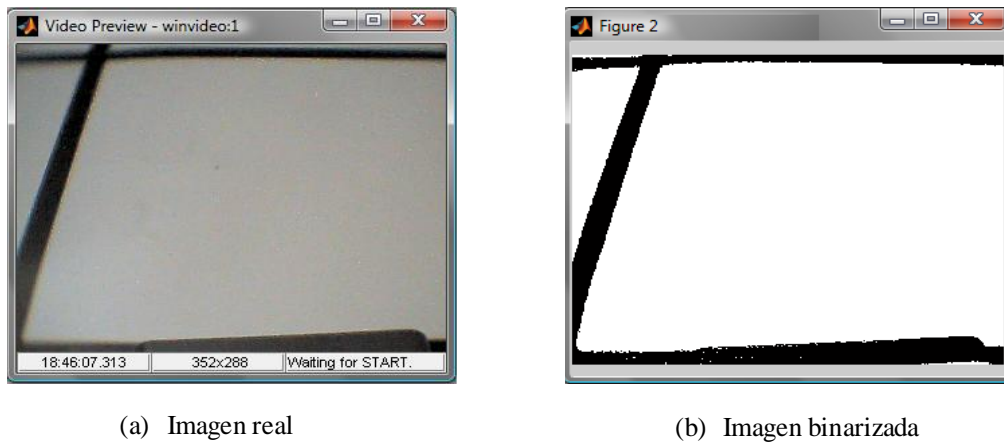 Video Preview - winvideo:1
Figure 2
18:46:07.313 352x288 Waiting for START.
(a) Imagen real
(b) Imagen binarizada